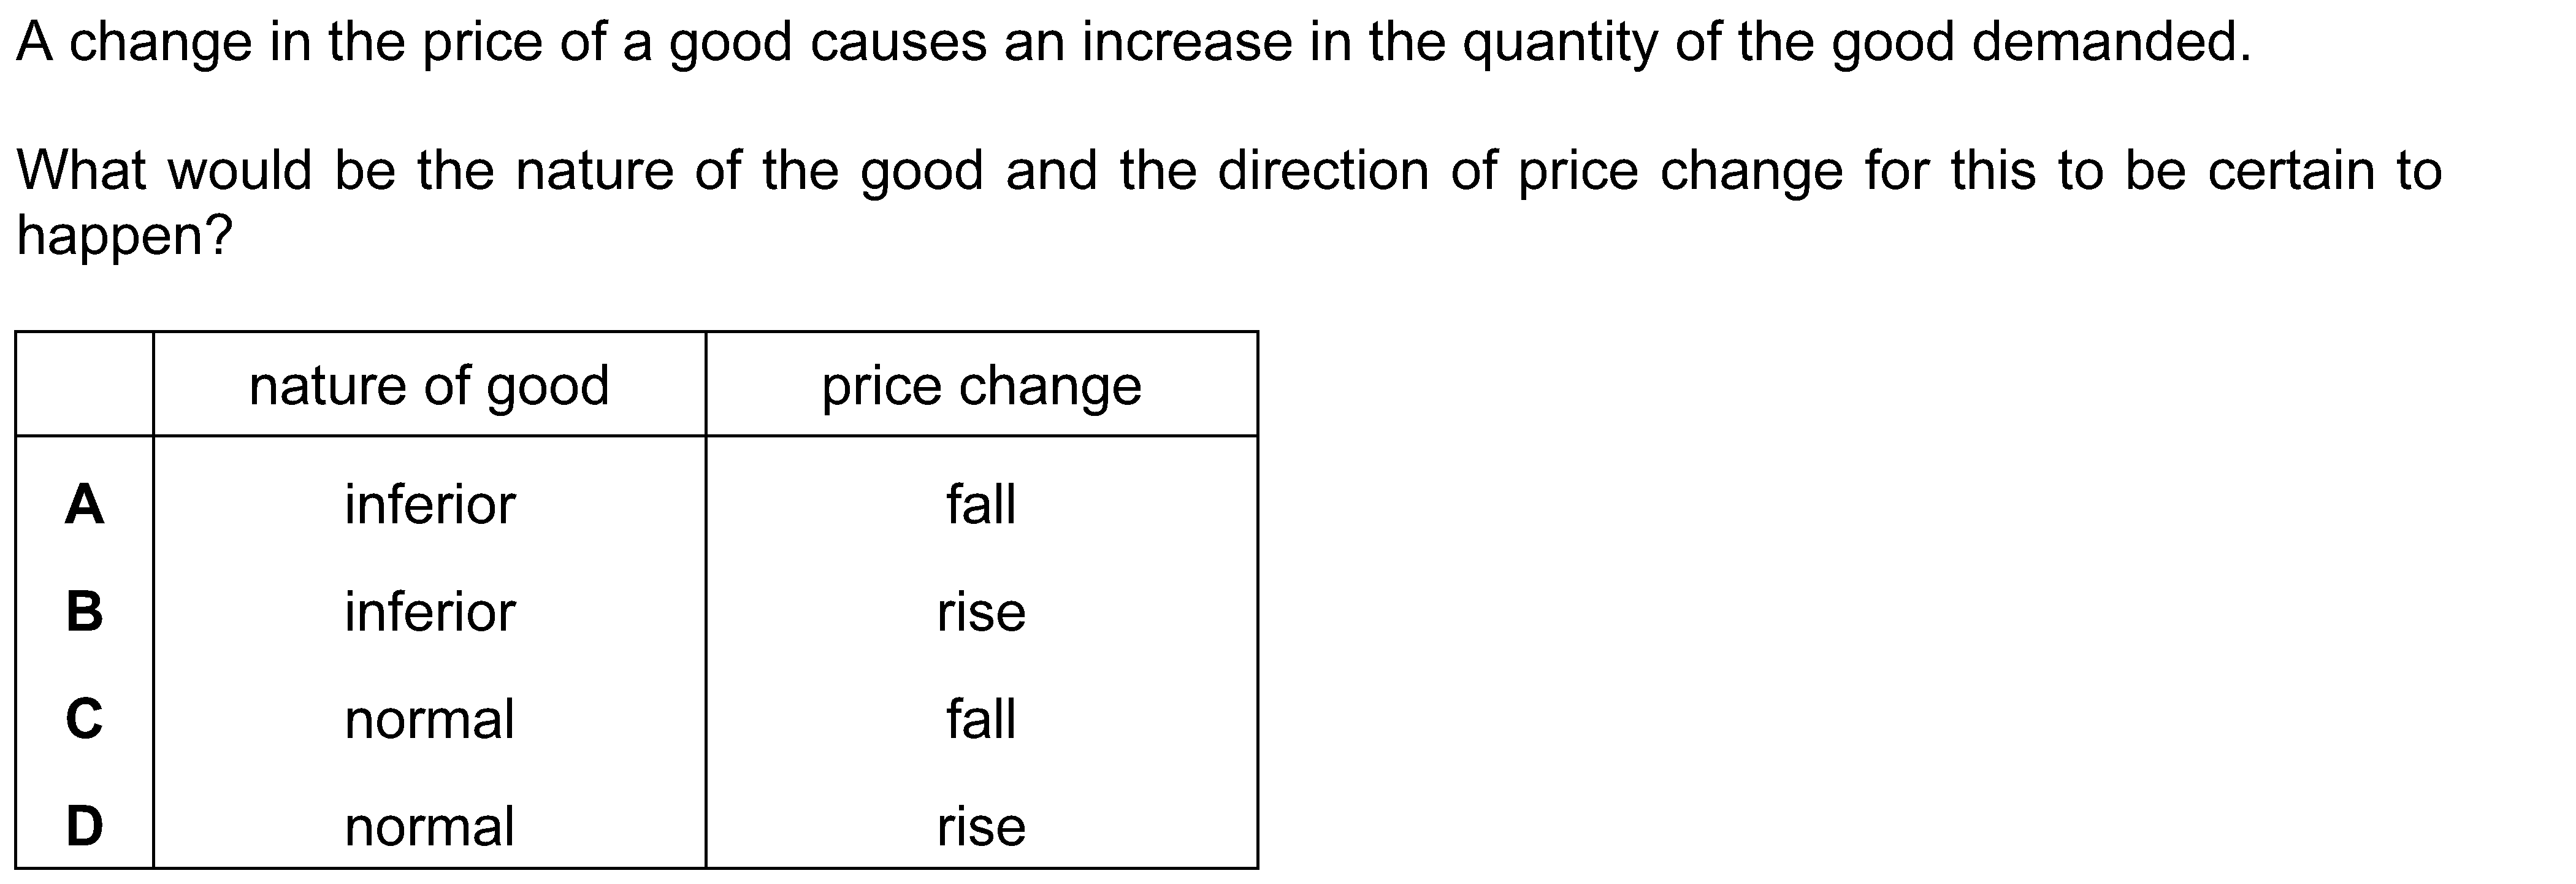 A change in the price of a good causes an increase in the quantity of the good demanded.
What would be the nature of the good and the direction of price change for this to be certain to
happen?
nature of good price change
A inferior fall
B inferior rise
C normal fall
D normal rise